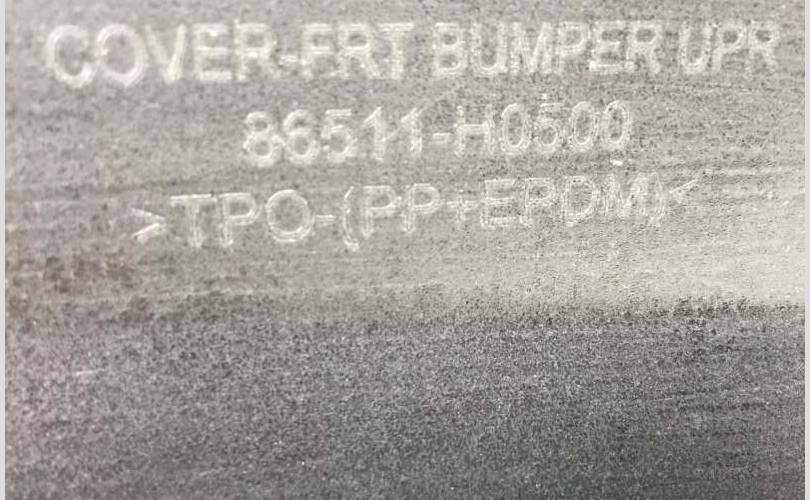 COVER-FRT BUMPER UPR
86511-H0500
>TPO-(PP+EPDM)<